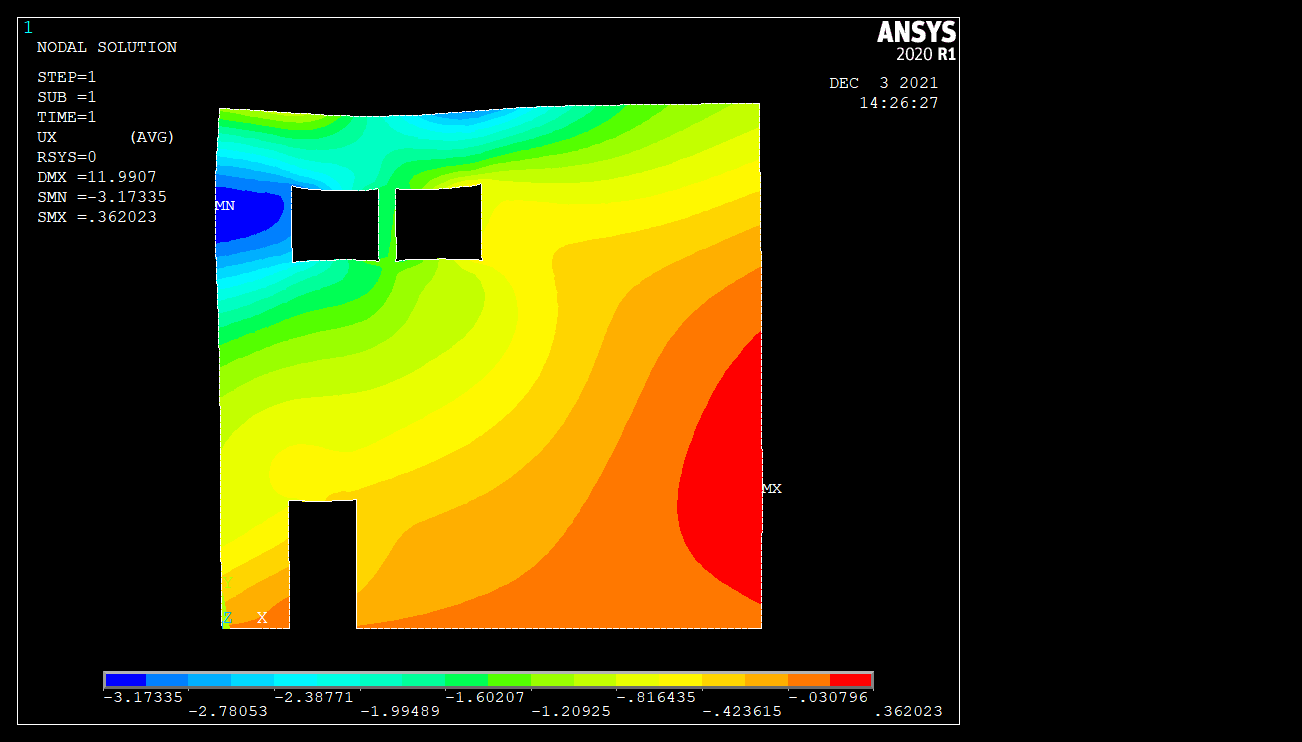 1
NODAL SOLUTION
STEP=1
SUB =1
TIME=1
UX (AVG)
RSYS=0
DMX =11.9907
SMN =-3.17335
SMX =.362023
ANSYS
2020 R1
DEC 3 2021
14:26:27
MN
MX
Z X
-3.17335 -2.38771 -1.60207 -.816435 -.030796
-2.78053 -1.99489 -1.20925 -.423615 .362023